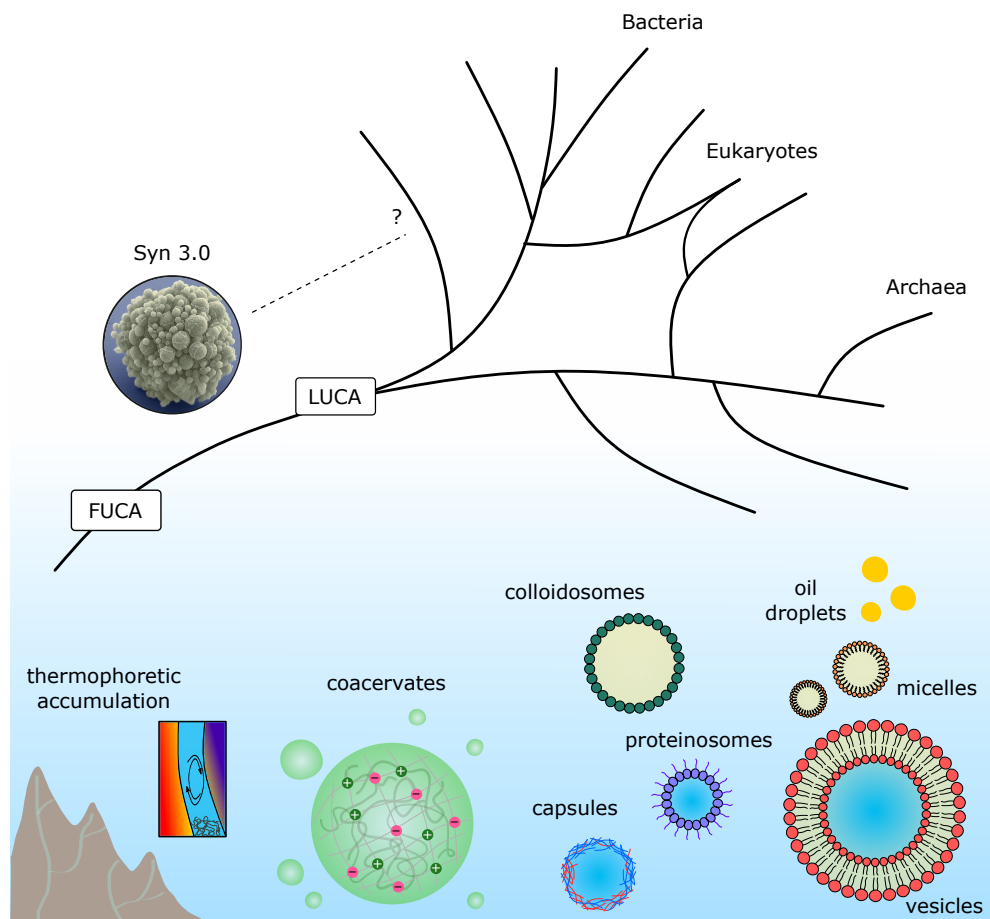 Bacteria
Eukaryotes
?
Syn 3.0
Archaea
LUCA
FUCA
oil
droplets
colloidosomes
thermophoretic
accumulation
coacervates
micelles
proteinosomes
capsules
vesicles